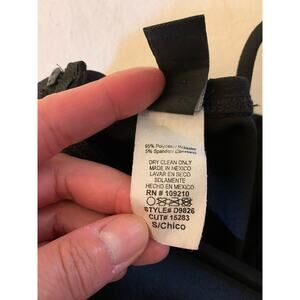 95% Polyester/Poliester
5% Spandex/Elastano
DRY CLEAN ONLY
MADE IN MEXICO
LAVAR EN SECO
SOLAMENTE
HECHO EN MEXICO
RN # 109210
STYLE# D9826
CUT# 15283
S/Chico